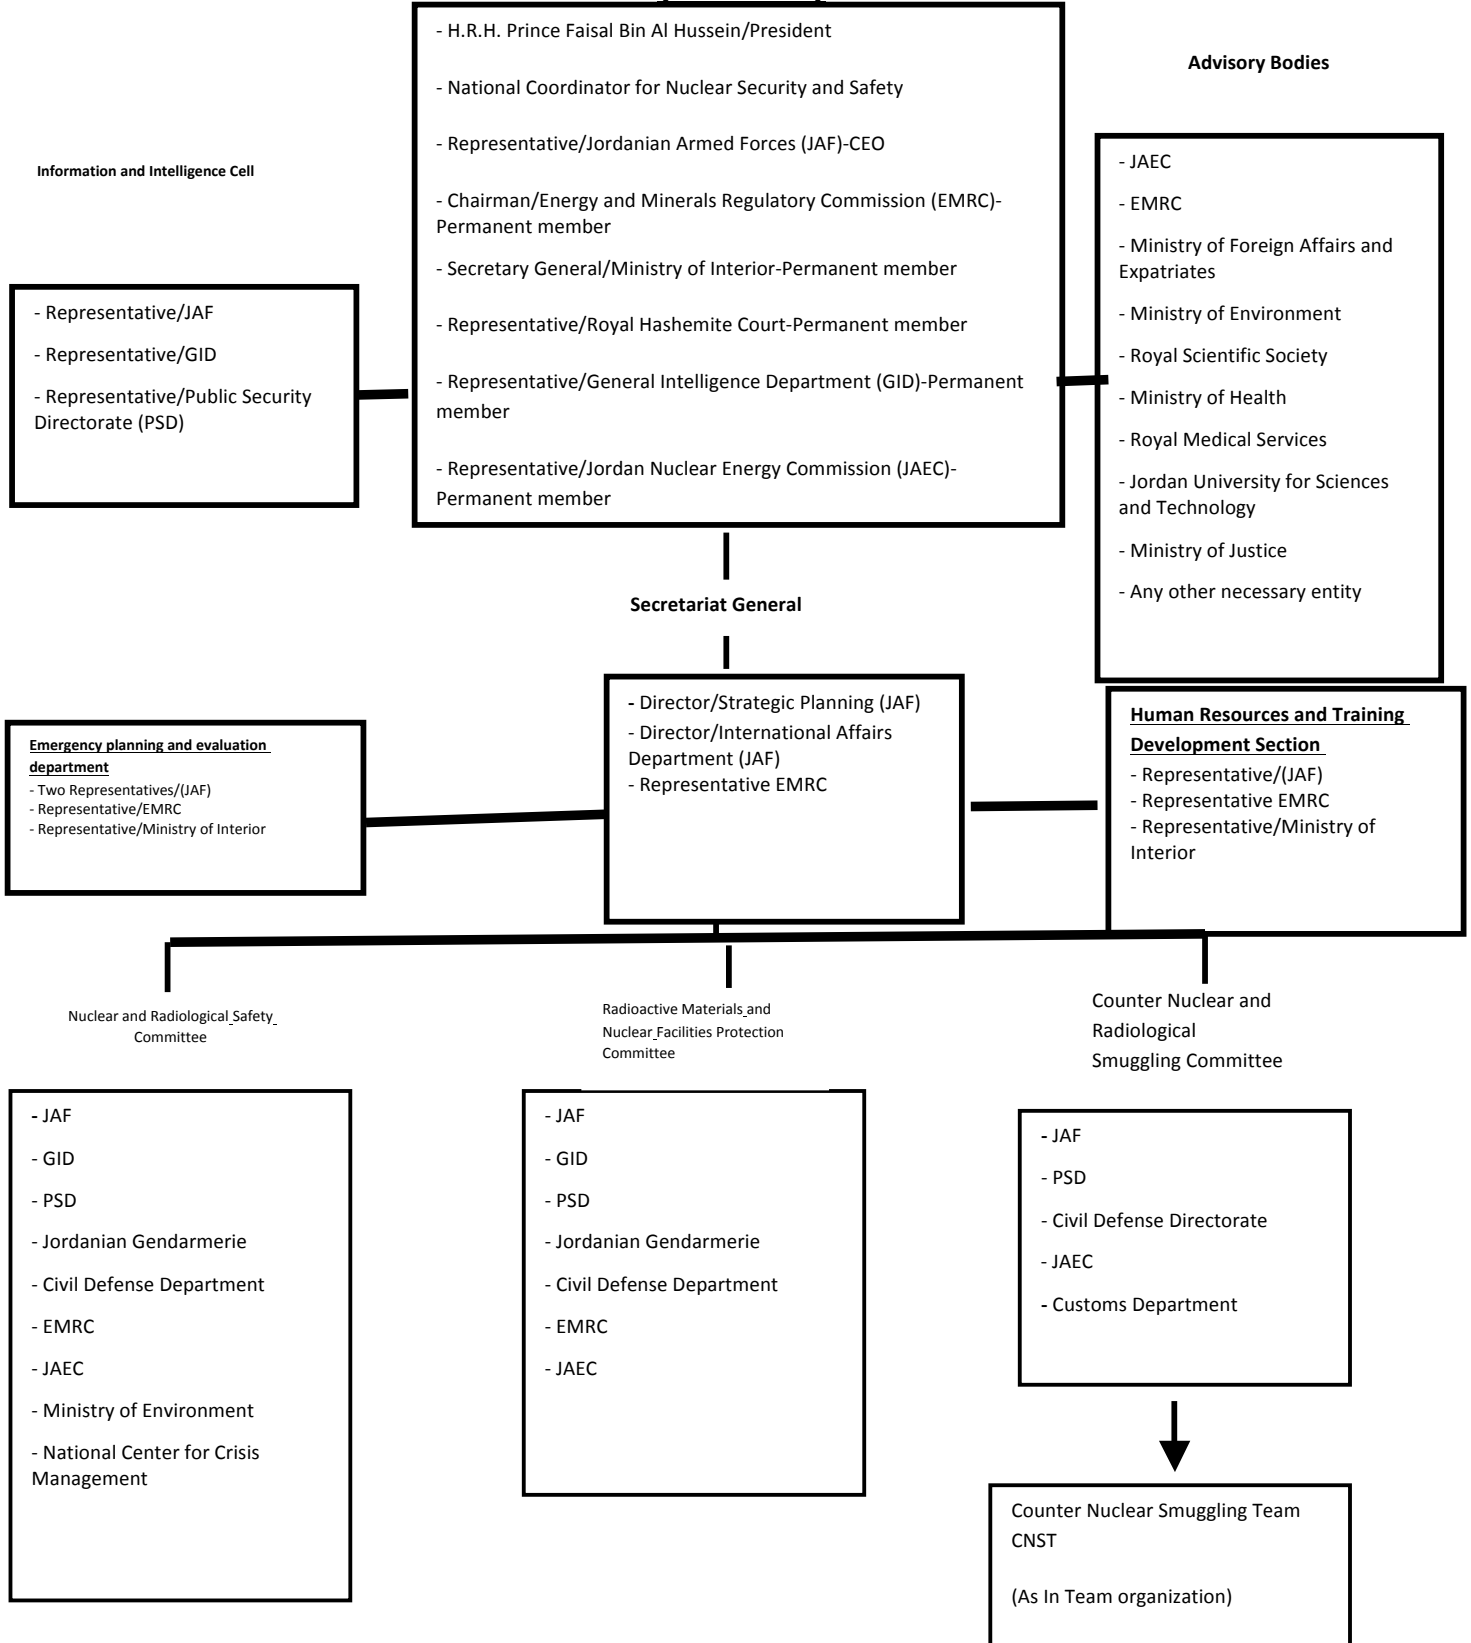 - H.R.H. Prince Faisal Bin Al Hussein/President
- National Coordinator for Nuclear Security and Safety
- Representative/Jordanian Armed Forces (JAF)-CEO
- Chairman/Energy and Minerals Regulatory Commission (EMRC)-
Permanent member
- Secretary General/Ministry of Interior-Permanent member
- Representative/Royal Hashemite Court-Permanent member
- Representative/General Intelligence Department (GID)-Permanent
member
- Representative/Jordan Nuclear Energy Commission (JAEC)-
Permanent member
Advisory Bodies
- JAEC
- EMRC
- Ministry of Foreign Affairs and
Expatriates
- Ministry of Environment
- Royal Scientific Society
- Ministry of Health
- Royal Medical Services
- Jordan University for Sciences
and Technology
- Ministry of Justice
- Any other necessary entity
Information and Intelligence Cell
- Representative/JAF
- Representative/GID
- Representative/Public Security
Directorate (PSD)
Secretariat General
- Director/Strategic Planning (JAF)
- Director/International Affairs
Department (JAF)
- Representative EMRC
Emergency planning and evaluation
department
- Two Representatives/(JAF)
- Representative/EMRC
- Representative/Ministry of Interior
Human Resources and Training
Development Section
- Representative/(JAF)
- Representative EMRC
- Representative/Ministry of
Interior
Nuclear and Radiological Safety
Committee
- JAF
- GID
- PSD
- Jordanian Gendarmerie
- Civil Defense Department
- EMRC
- JAEC
- Ministry of Environment
- National Center for Crisis
Management
Radioactive Materials and
Nuclear Facilities Protection
Committee
- JAF
- GID
- PSD
- Jordanian Gendarmerie
- Civil Defense Department
- EMRC
- JAEC
Counter Nuclear and
Radiological
Smuggling Committee
- JAF
- PSD
- Civil Defense Directorate
- JAEC
- Customs Department
Counter Nuclear Smuggling Team
CNST
(As In Team organization)